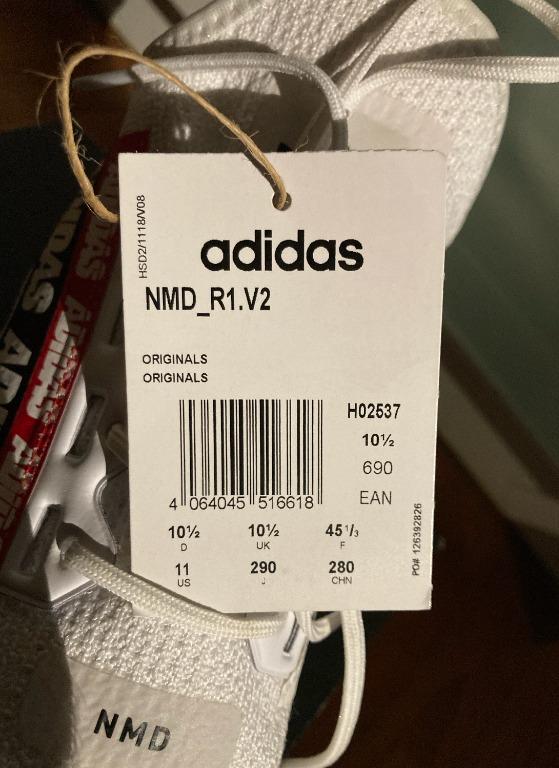 HSD2/1118/V08
adidas
NMD_R1.V2
ORIGINALS
ORIGINALS
H02537
10½
690
EAN
4 064045 516618
10½ 10½ 45⅓
D UK F
11 290 280
US J CHN
PO# 126392826
ADIDAS
NMD